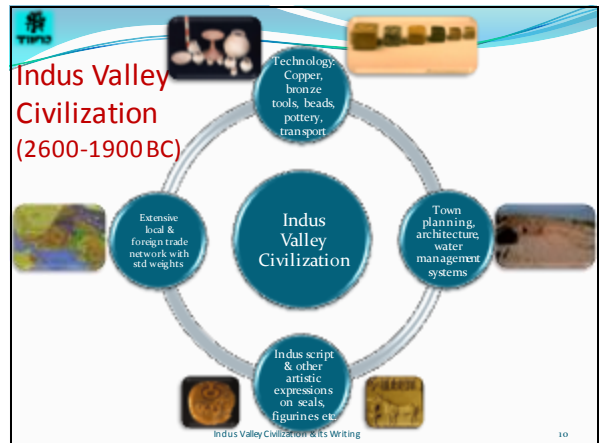 TIFR
Indus Valley
Civilization
(2600-1900 BC)
Technology:
Copper,
bronze
tools, beads,
pottery,
transport
Extensive
local &
foreign trade
network with
std weights
Indus
Valley
Civilization
Town
planning,
architecture,
water
management
systems
Indus script
& other
artistic
expressions
on seals,
figurines etc.
Indus Valley Civilization & its Writing
10